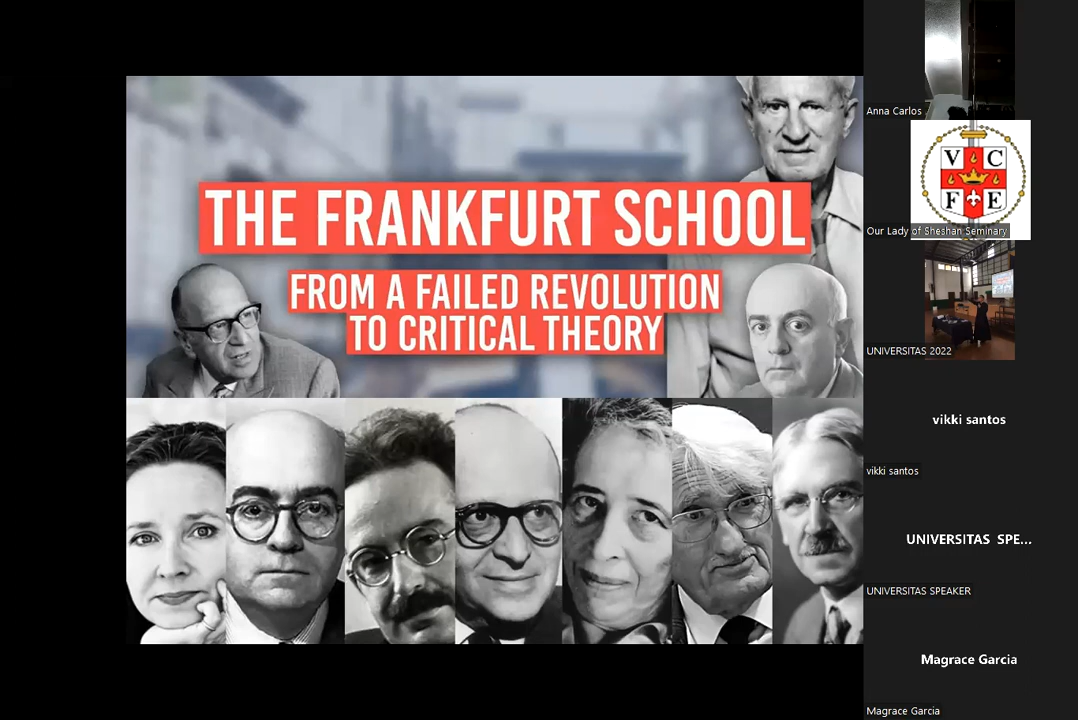 THE FRANKFURT SCHOOL
FROM A FAILED REVOLUTION
TO CRITICAL THEORY
Anna Carlos
V C
F E
Our Lady of Sheshan Seminary
UNIVERSITAS 2022
vikki santos
vikki santos
UNIVERSITAS SPE...
UNIVERSITAS SPEAKER
Magrace Garcia
Magrace Garcia